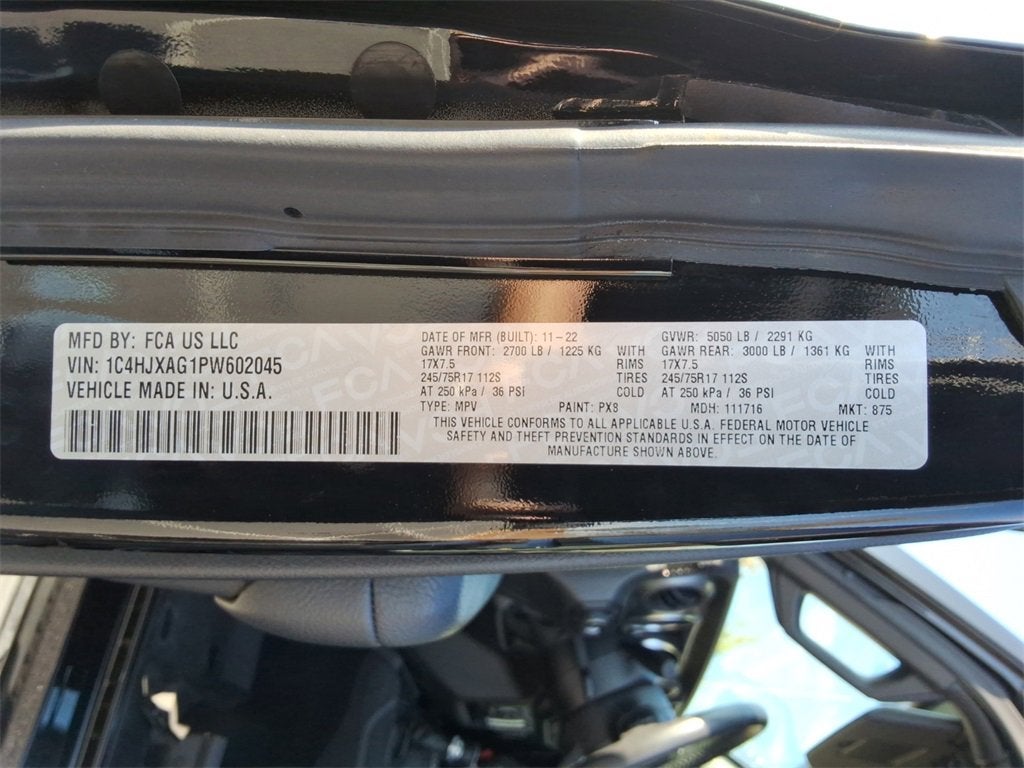 MFD BY: FCA US LLC
VIN: 1C4HJXAG1PW602045
VEHICLE MADE IN: U.S.A.
DATE OF MFR (BUILT): 11-22
GAWR FRONT: 2700 LB / 1225 KG WITH
17X7.5 RIMS
245/75R17 112S TIRES
AT 250 kPa / 36 PSI COLD
GVWR: 5050 LB / 2291 KG
GAWR REAR: 3000 LB / 1361 KG WITH
17X7.5 RIMS
245/75R17 112S TIRES
AT 250 kPa / 36 PSI COLD
TYPE: MPV PAINT: PX8 MDH: 111716 MKT: 875
THIS VEHICLE CONFORMS TO ALL APPLICABLE U.S.A. FEDERAL MOTOR VEHICLE
SAFETY AND THEFT PREVENTION STANDARDS IN EFFECT ON THE DATE OF
MANUFACTURE SHOWN ABOVE.